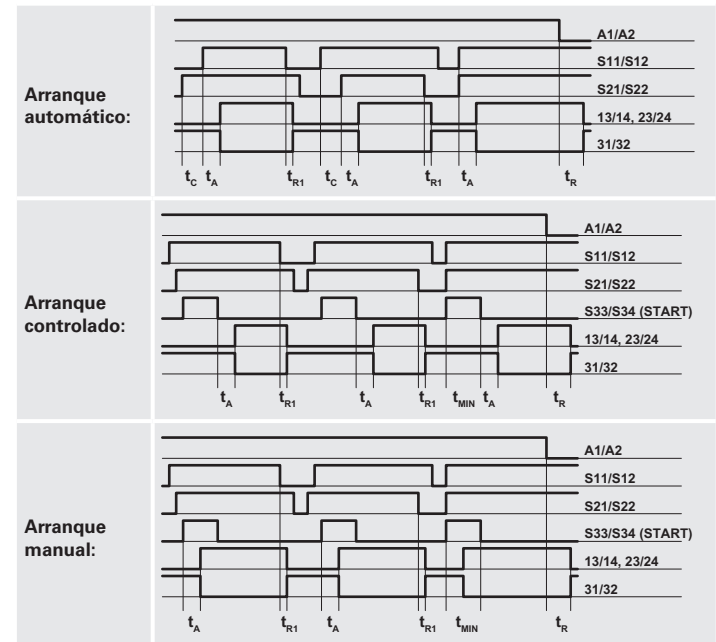 Arranque
automático:
A1/A2
S11/S12
S21/S22
13/14, 23/24
31/32
tC tA tR1 tC tA tR1 tA tR
Arranque
controlado:
A1/A2
S11/S12
S21/S22
S33/S34 (START)
13/14, 23/24
31/32
tA tR1 tA tR1 tMIN tA tR
Arranque
manual:
A1/A2
S11/S12
S21/S22
S33/S34 (START)
13/14, 23/24
31/32
tA tR1 tA tR1 tMIN tR